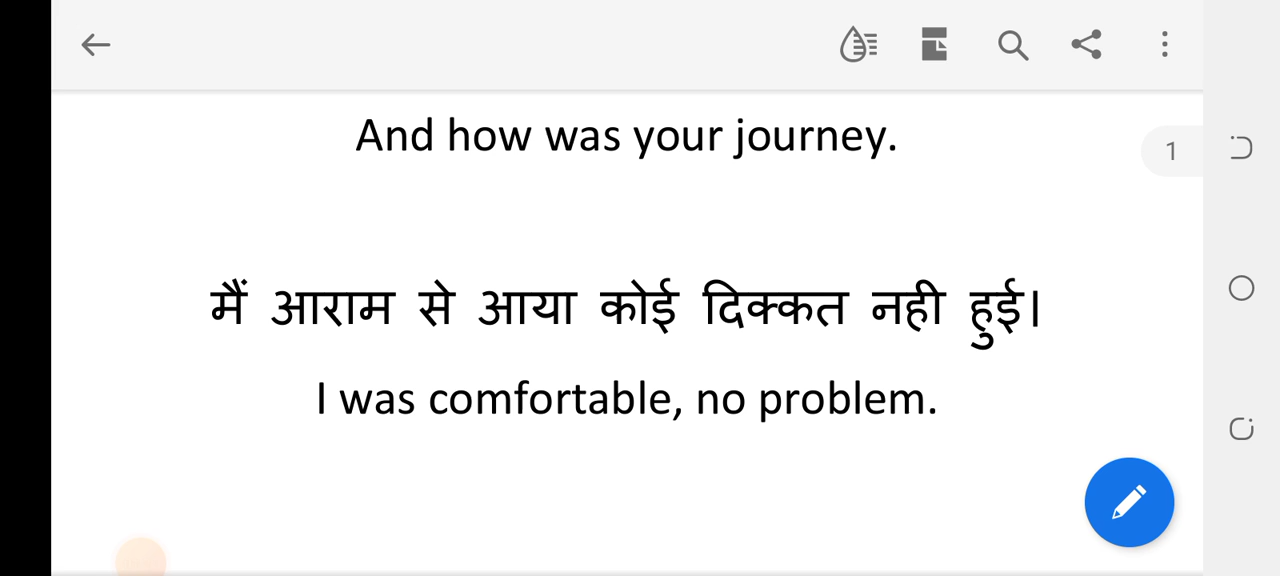 And how was your journey.
1
मैं आराम से आया कोई दिक्कत नही हुई।
I was comfortable, no problem.